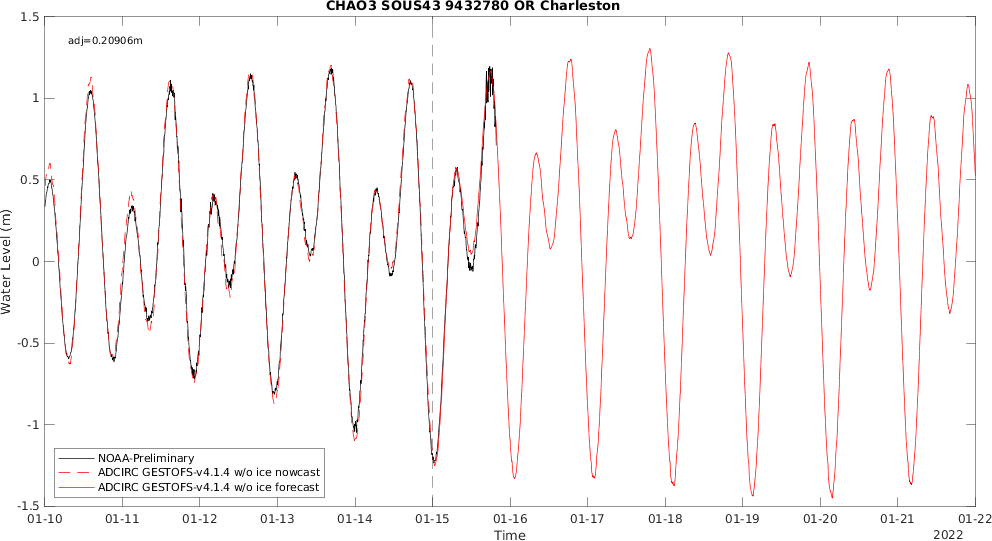 CHAO3 SOUS43 9432780 OR Charleston
adj=0.20906m
1.5
1
0.5
0
-0.5
-1
-1.5
Water Level (m)
NOAA-Preliminary
ADCIRC GESTOFS-v4.1.4 w/o ice nowcast
ADCIRC GESTOFS-v4.1.4 w/o ice forecast
01-10 01-11 01-12 01-13 01-14 01-15 01-16 01-17 01-18 01-19 01-20 01-21 01-22
Time
2022